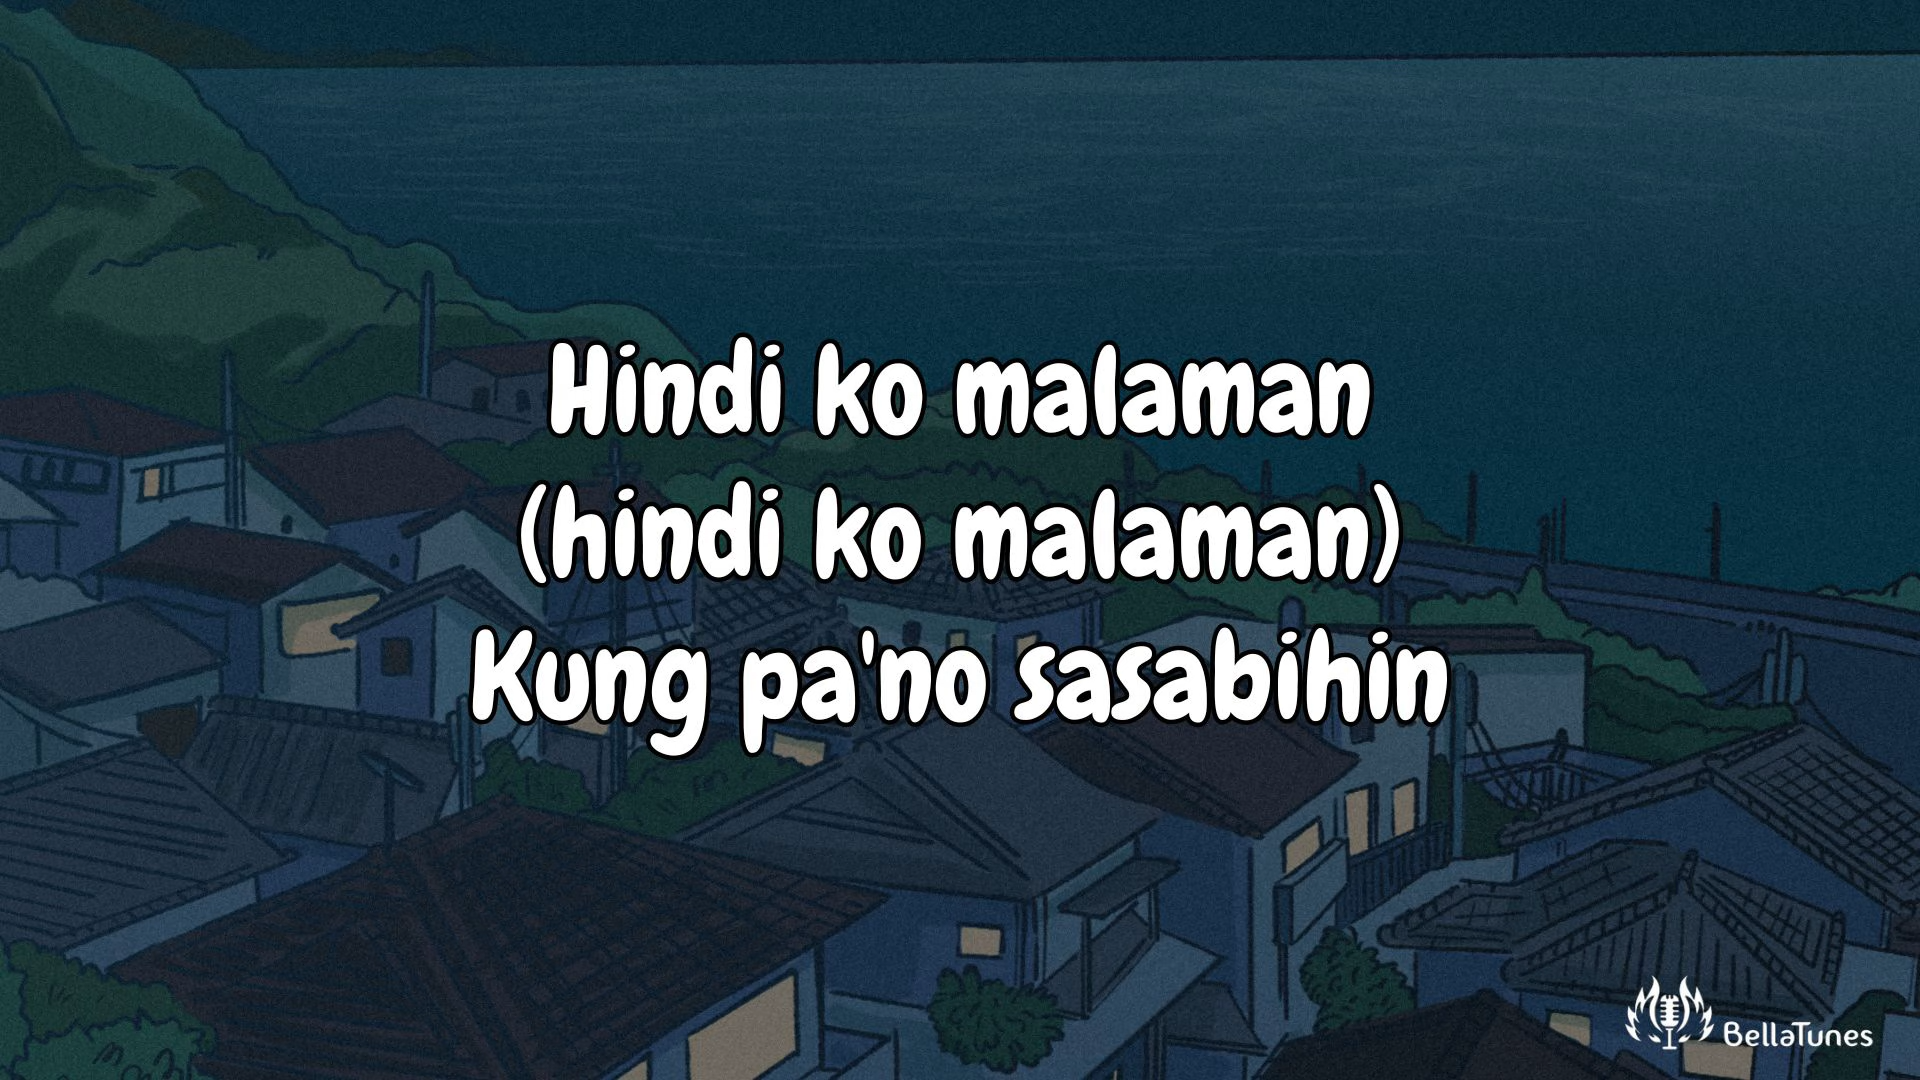 Hindi ko malaman
(hindi ko malaman)
Kung pa'no sasabihin
BellaTunes